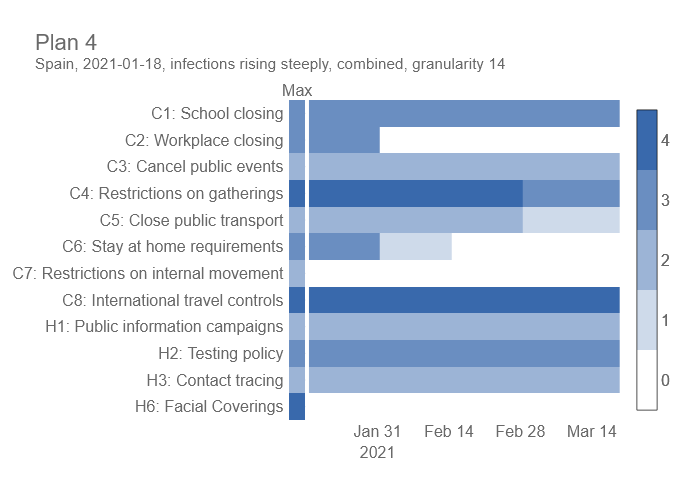 Plan 4
Spain, 2021-01-18, infections rising steeply, combined, granularity 14
Max
C1: School closing
C2: Workplace closing
C3: Cancel public events
C4: Restrictions on gatherings
C5: Close public transport
C6: Stay at home requirements
C7: Restrictions on internal movement
C8: International travel controls
H1: Public information campaigns
H2: Testing policy
H3: Contact tracing
H6: Facial Coverings
Jan 31 Feb 14 Feb 28 Mar 14
2021
4
3
2
1
0